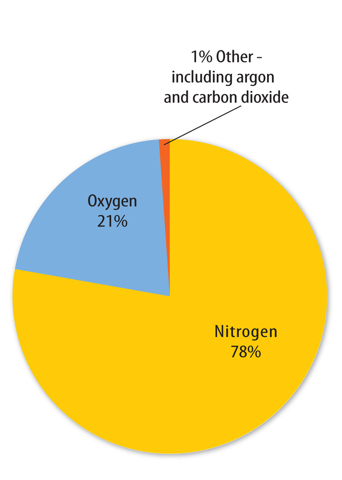 1% Other -
including argon
and carbon dioxide
Oxygen
21%
Nitrogen
78%